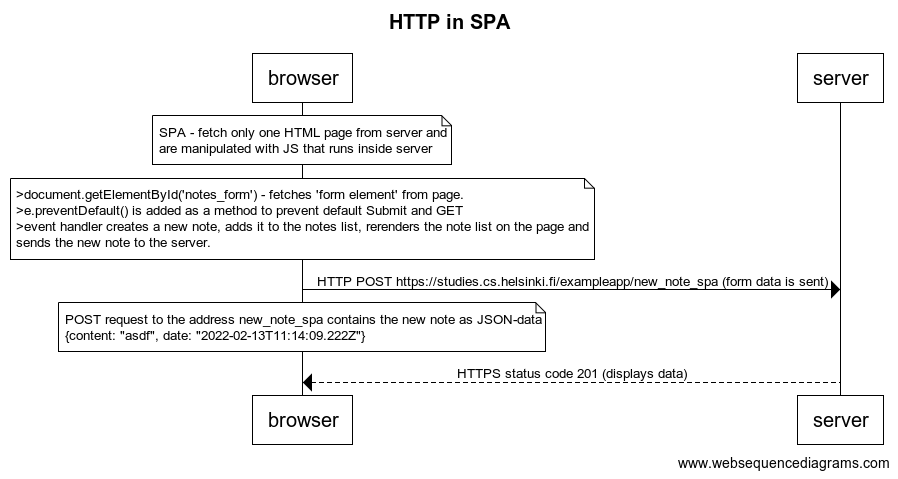 HTTP in SPA
browser
server
SPA - fetch only one HTML page from server and
are manipulated with JS that runs inside server
>document.getElementById('notes_form') - fetches 'form element' from page.
>e.preventDefault() is added as a method to prevent default Submit and GET
>event handler creates a new note, adds it to the notes list, rerenders the note list on the page and
sends the new note to the server.
HTTP POST https://studies.cs.helsinki.fi/exampleapp/new_note_spa (form data is sent)
POST request to the address new_note_spa contains the new note as JSON-data
{content: "asdf", date: "2022-02-13T11:14:09.222Z"}
HTTPS status code 201 (displays data)
browser
server
www.websequencediagrams.com